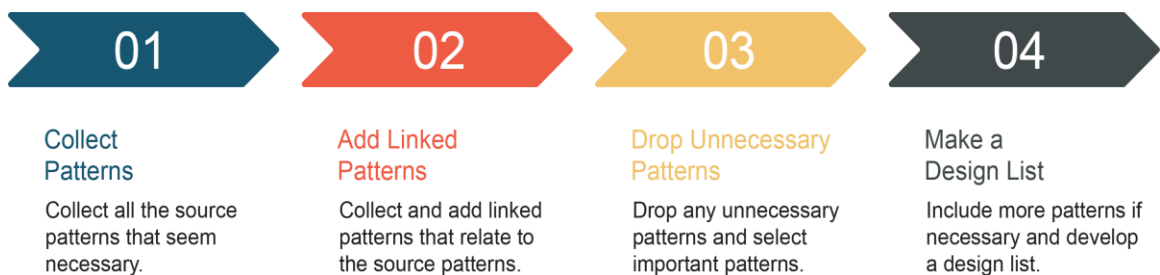 01
Collect
Patterns
Collect all the source
patterns that seem
necessary.
02
Add Linked
Patterns
Collect and add linked
patterns that relate to
the source patterns.
03
Drop Unnecessary
Patterns
Drop any unnecessary
patterns and select
important patterns.
04
Make a
Design List
Include more patterns if
necessary and develop
a design list.